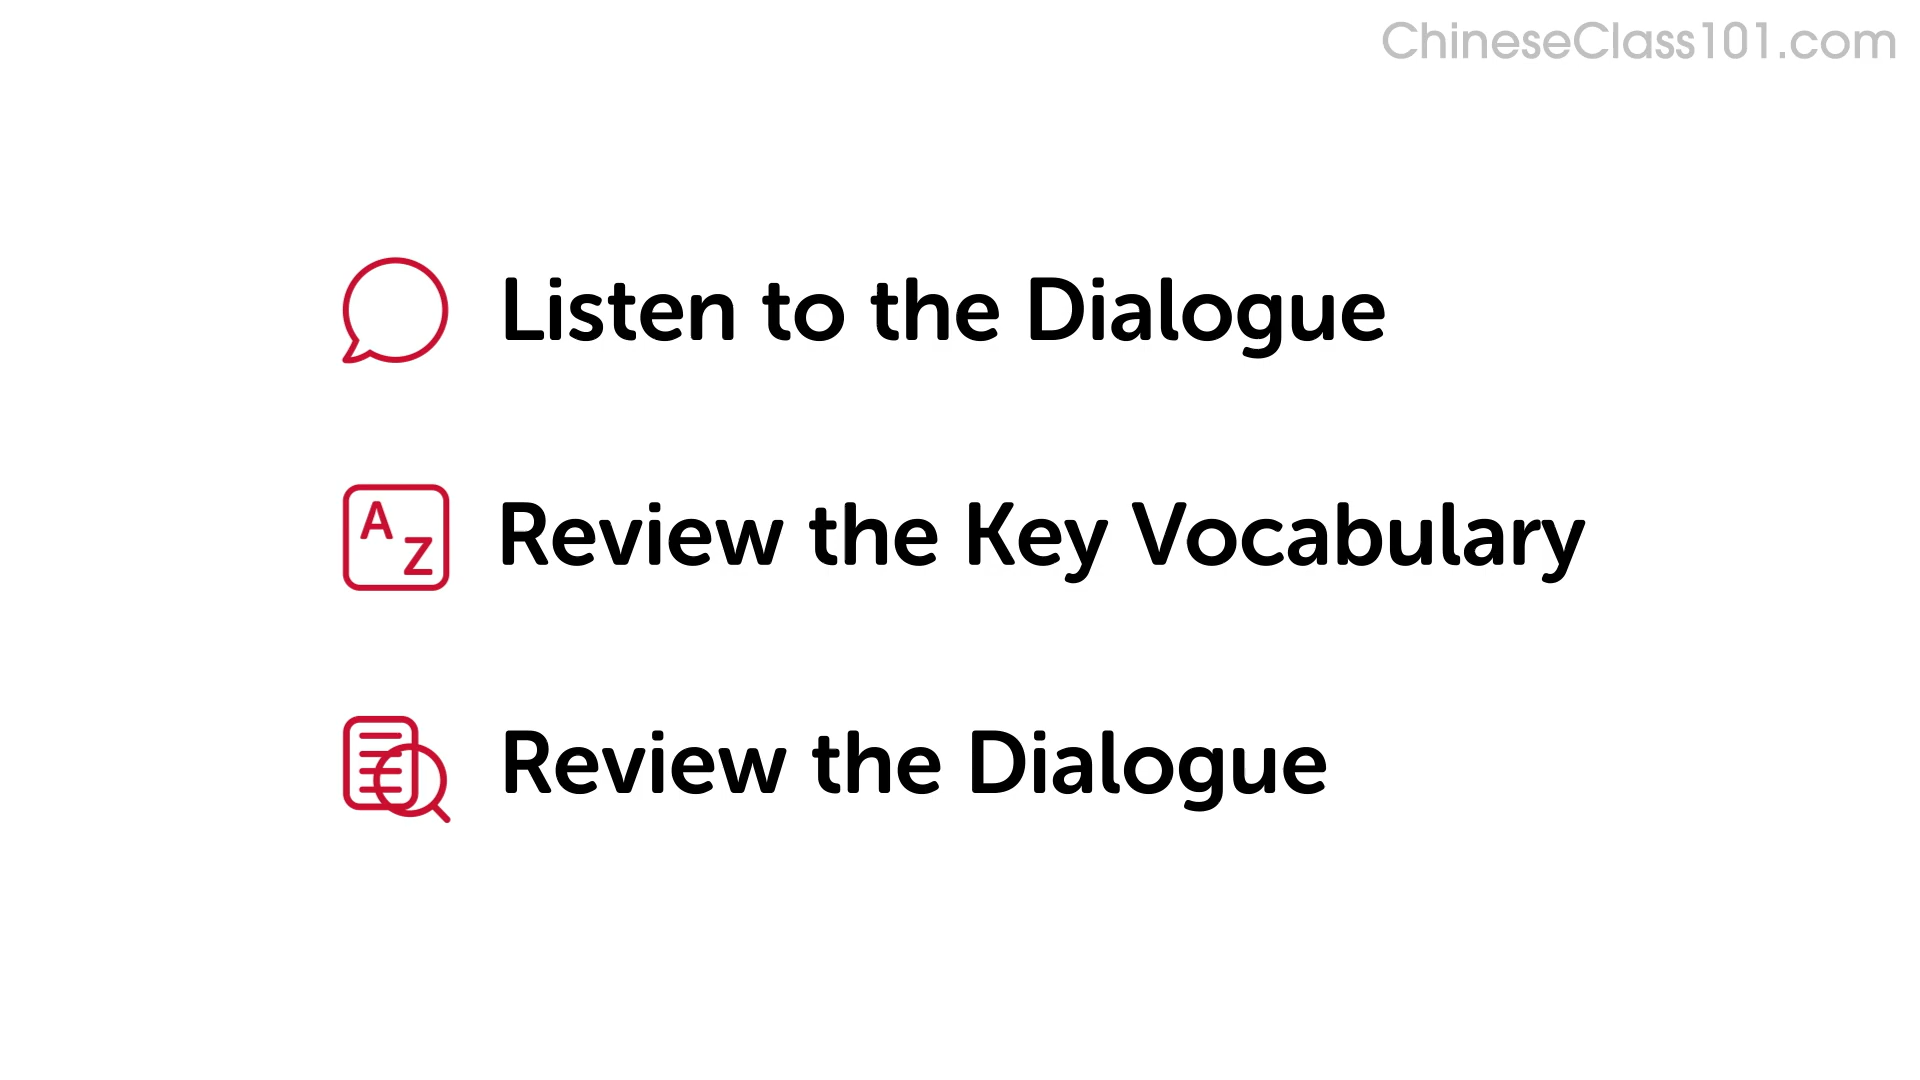 ChineseClass101.com
Listen to the Dialogue
A
Z
Review the Key Vocabulary
Review the Dialogue